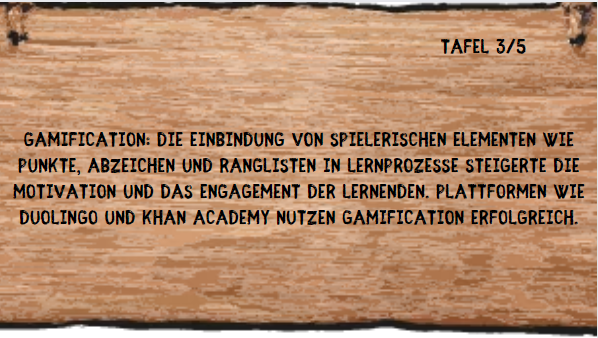 TAFEL 3/5
GAMIFICATION: DIE EINBINDUNG VON SPIELERISCHEN ELEMENTEN WIE
PUNKTE, ABZEICHEN UND RANGLISTEN IN LERNPROZESSE STEIGERTE DIE
MOTIVATION UND DAS ENGAGEMENT DER LERNENDEN. PLATTFORMEN WIE
DUOLINGO UND KHAN ACADEMY NUTZEN GAMIFICATION ERFOLGREICH.